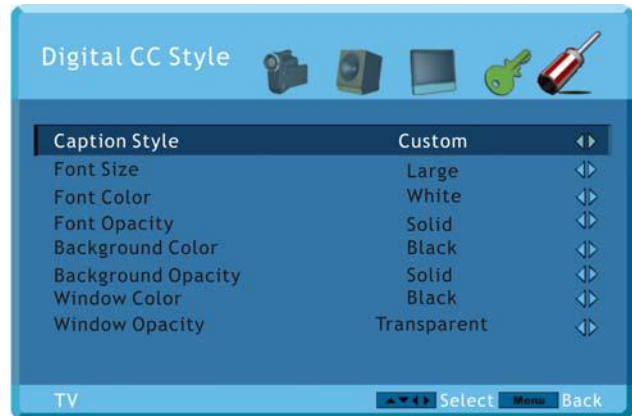 Digital CC Style
Caption Style Custom
Font Size Large
Font Color White
Font Opacity Solid
Background Color Black
Background Opacity Solid
Window Color Black
Window Opacity Transparent
TV Select Menu Back